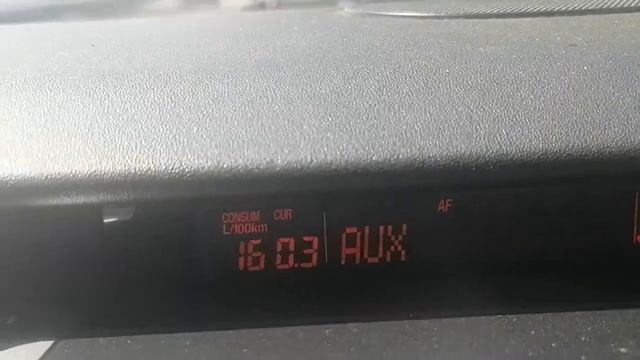 CONSUM CUR
L/100km
AF
16 0.3 AUX